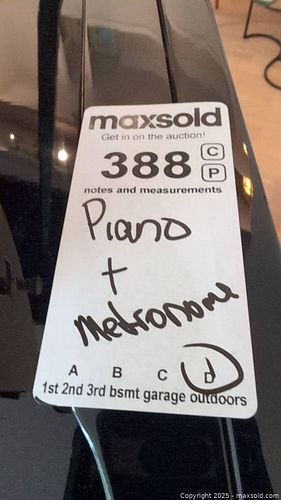 maxsold
Get in on the auction!
388 C
P
notes and measurements
Piano
+
Metronome
A B C D
1st 2nd 3rd bsmt garage outdoors
Copyright 2025 - maxsold.com